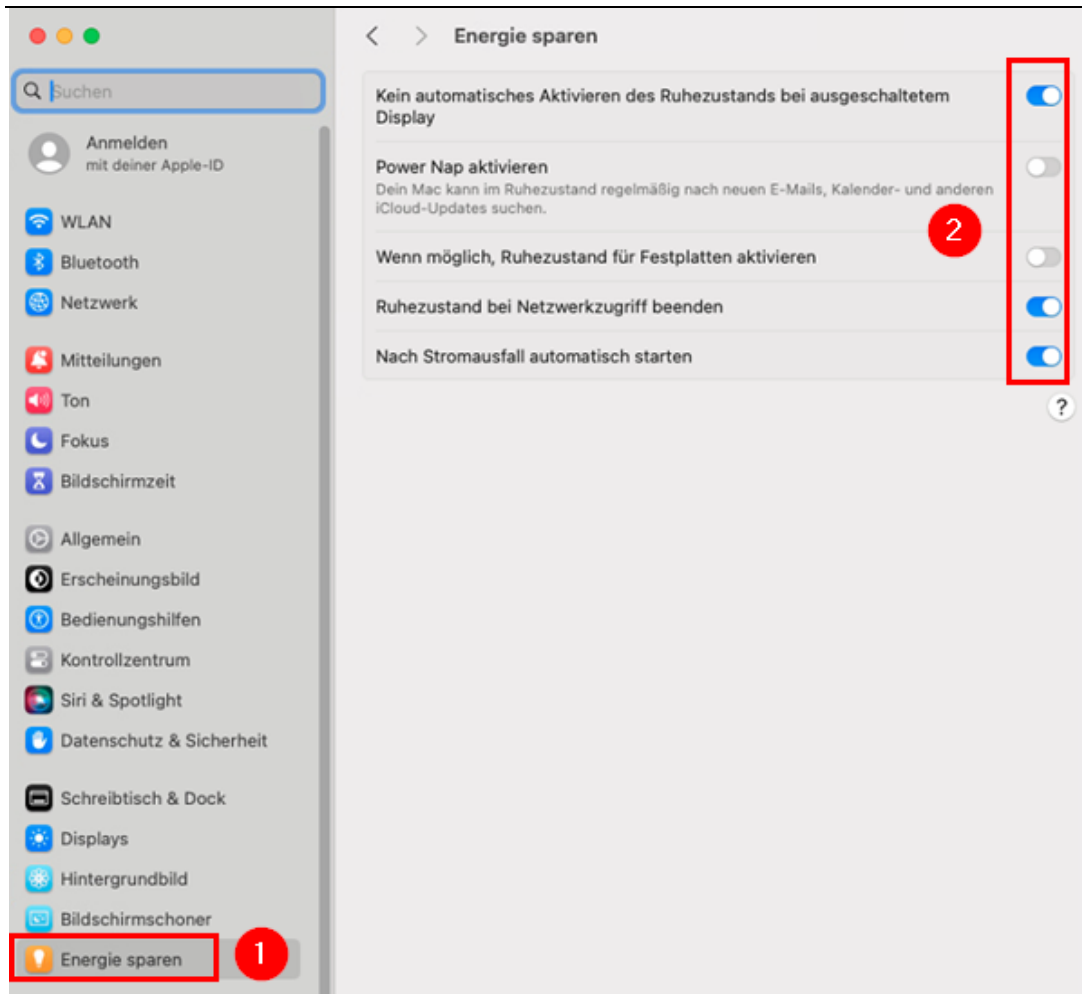 Energie sparen
Suchen
Anmelden
mit deiner Apple-ID
WLAN
Bluetooth
Netzwerk
Mitteilungen
Ton
Fokus
Bildschirmzeit
Allgemein
Erscheinungsbild
Bedienungshilfen
Kontrollzentrum
Siri & Spotlight
Datenschutz & Sicherheit
Schreibtisch & Dock
Displays
Hintergrundbild
Bildschirmschoner
Energie sparen
1
Kein automatisches Aktivieren des Ruhezustands bei ausgeschaltetem
Display
Power Nap aktivieren
Dein Mac kann im Ruhezustand regelmäßig nach neuen E-Mails, Kalender- und anderen
iCloud-Updates suchen.
2
Wenn möglich, Ruhezustand für Festplatten aktivieren
Ruhezustand bei Netzwerkzugriff beenden
Nach Stromausfall automatisch starten
?